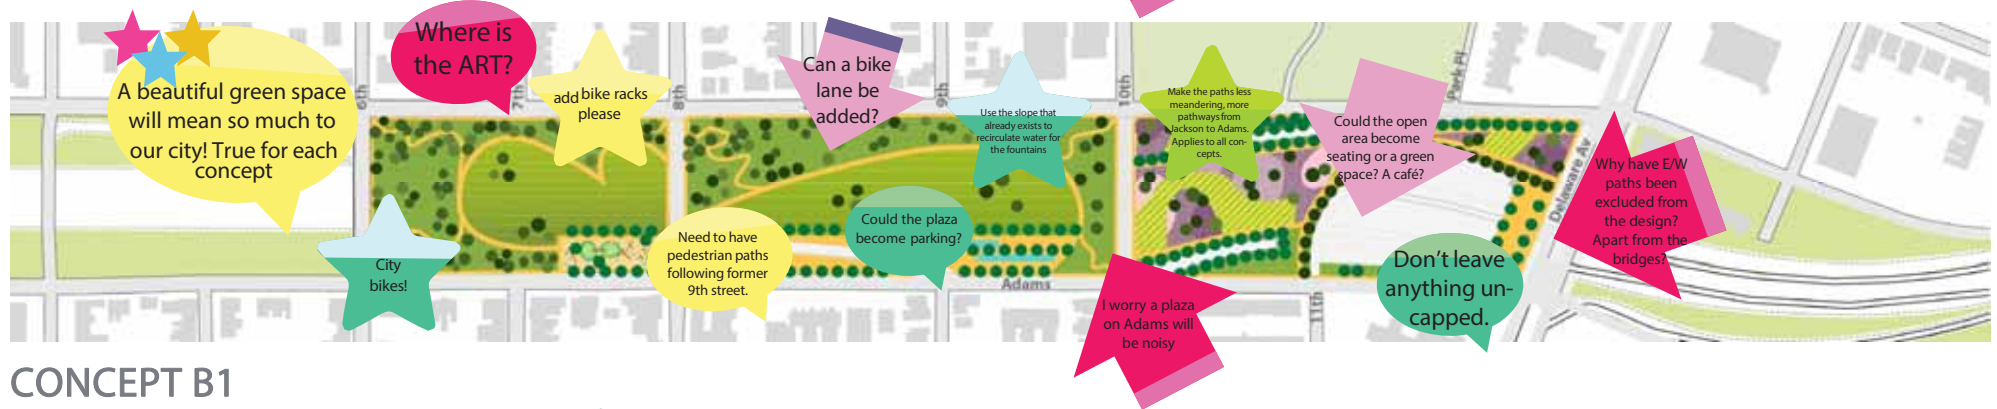 A beautiful green space
will mean so much to
our city! True for each
concept
6th
Where is
the ART?
7th
add bike racks
please
8th
Can a bike
lane be
added?
9th
Use the slope that
already exists to
recirculate water for
the fountains
10th
Make the paths less
meandering, more
pathways from
Jackson to Adams.
Applies to all con-
cepts.
Could the open
area become
seating or a green
space? A café?
Park Pl
Delaware Av
Why have E/W
paths been
excluded from
the design?
Apart from the
bridges?
City
bikes!
Need to have
pedestrian paths
following former
9th street.
Could the plaza
become parking?
Adams
I worry a plaza
on Adams will
be noisy
11th
Don't leave
anything un-
capped.
CONCEPT B1